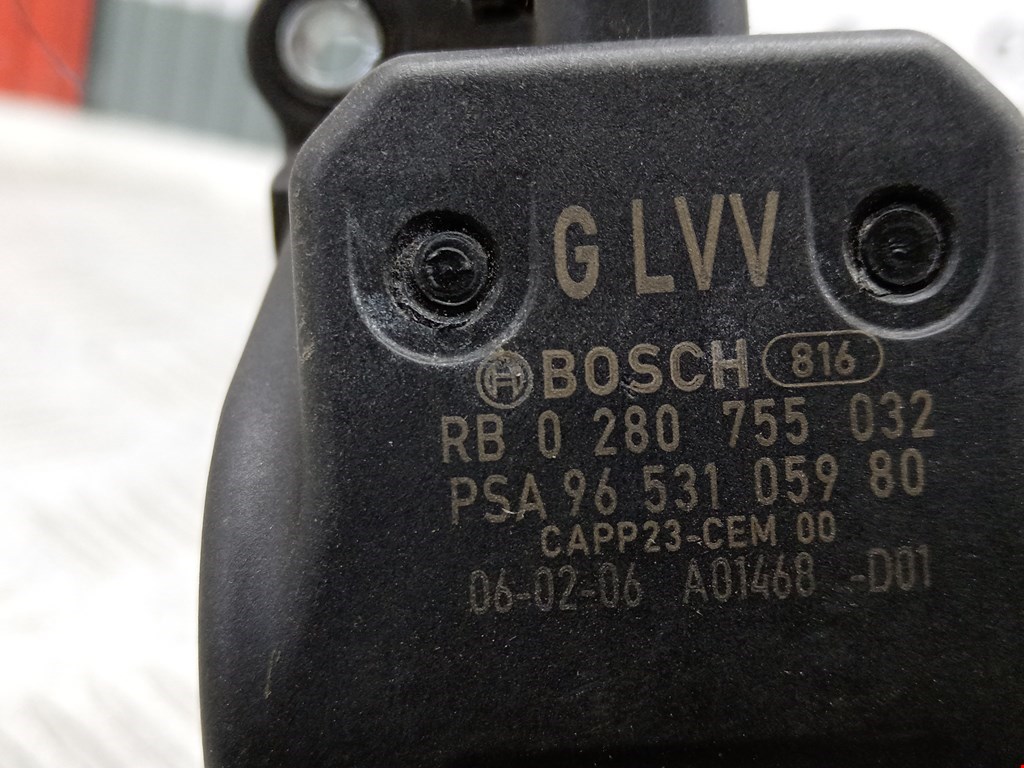 G LVV
BOSCH 816
RB 0 280 755 032
PSA 96 531 059 80
CAPP23-CEM 00
06-02-06 A01468 -D01